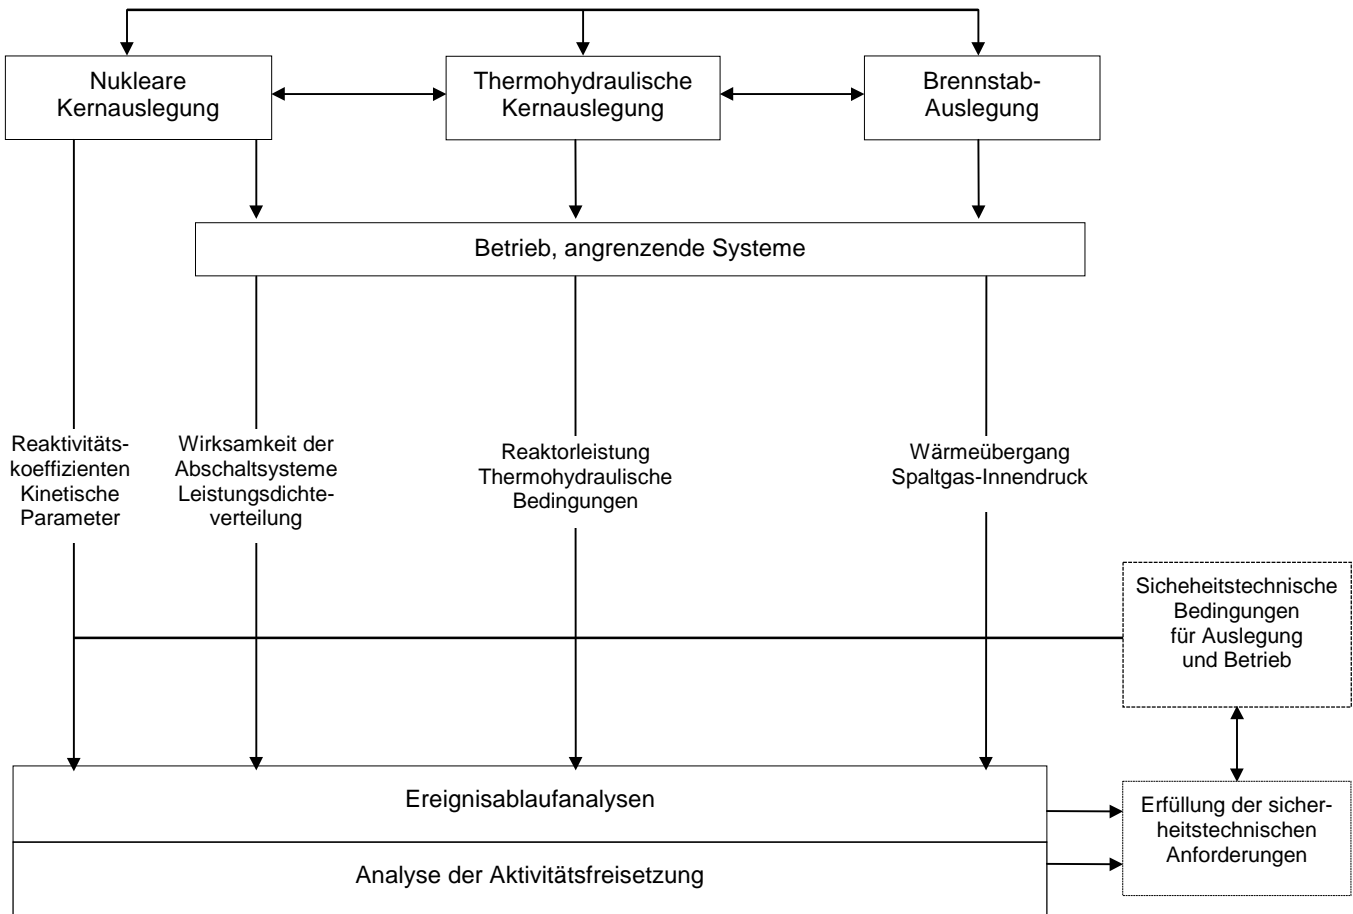 Nukleare
Kernauslegung
Thermohydraulische
Kernauslegung
Brennstab-
Auslegung
Betrieb, angrenzende Systeme
Reaktivitäts-
koeffizienten
Kinetische
Parameter
Wirksamkeit der
Abschaltsysteme
Leistungsdichte-
verteilung
Reaktorleistung
Thermohydraulische
Bedingungen
Wärmeübergang
Spaltgas-Innendruck
Sicheheitstechnische
Bedingungen
für Auslegung
und Betrieb
Ereignisablaufanalysen
Erfüllung der sicher-
heitstechnischen
Anforderungen
Analyse der Aktivitätsfreisetzung